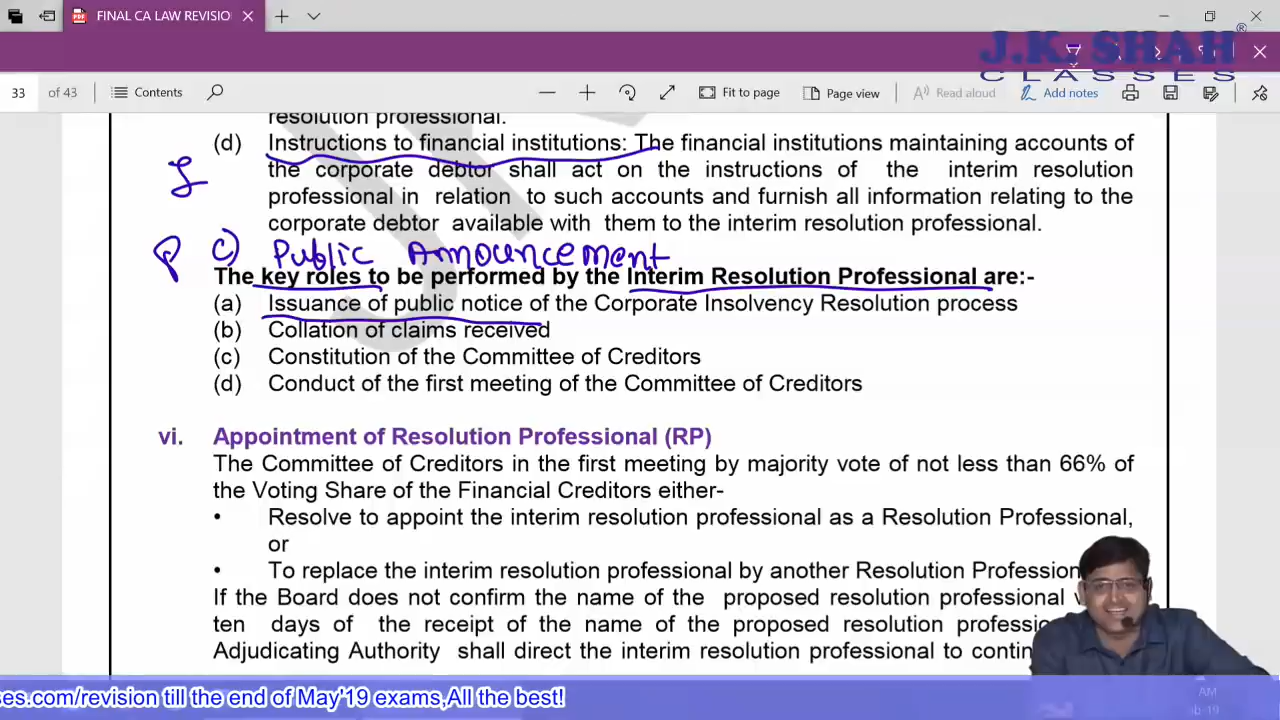 FINAL CA LAW REVISIO
J.K. SHAH®
CLASSES
33 of 43 Contents Fit to page Page view Read aloud Add notes
resolution professional.
(d) Instructions to financial institutions: The financial institutions maintaining accounts of
the corporate debtor shall act on the instructions of the interim resolution
professional in relation to such accounts and furnish all information relating to the
corporate debtor available with them to the interim resolution professional.
c) Public Announcement
The key roles to be performed by the Interim Resolution Professional are:-
(a) Issuance of public notice of the Corporate Insolvency Resolution process
(b) Collation of claims received
(c) Constitution of the Committee of Creditors
(d) Conduct of the first meeting of the Committee of Creditors
vi. Appointment of Resolution Professional (RP)
The Committee of Creditors in the first meeting by majority vote of not less than 66% of
the Voting Share of the Financial Creditors either-
• Resolve to appoint the interim resolution professional as a Resolution Professional,
or
• To replace the interim resolution professional by another Resolution Profession
If the Board does not confirm the name of the proposed resolution professional
ten days of the receipt of the name of the proposed resolution professio
Adjudicating Authority shall direct the interim resolution professional to contin
ses.com/revision till the end of May'19 exams,All the best!
AM